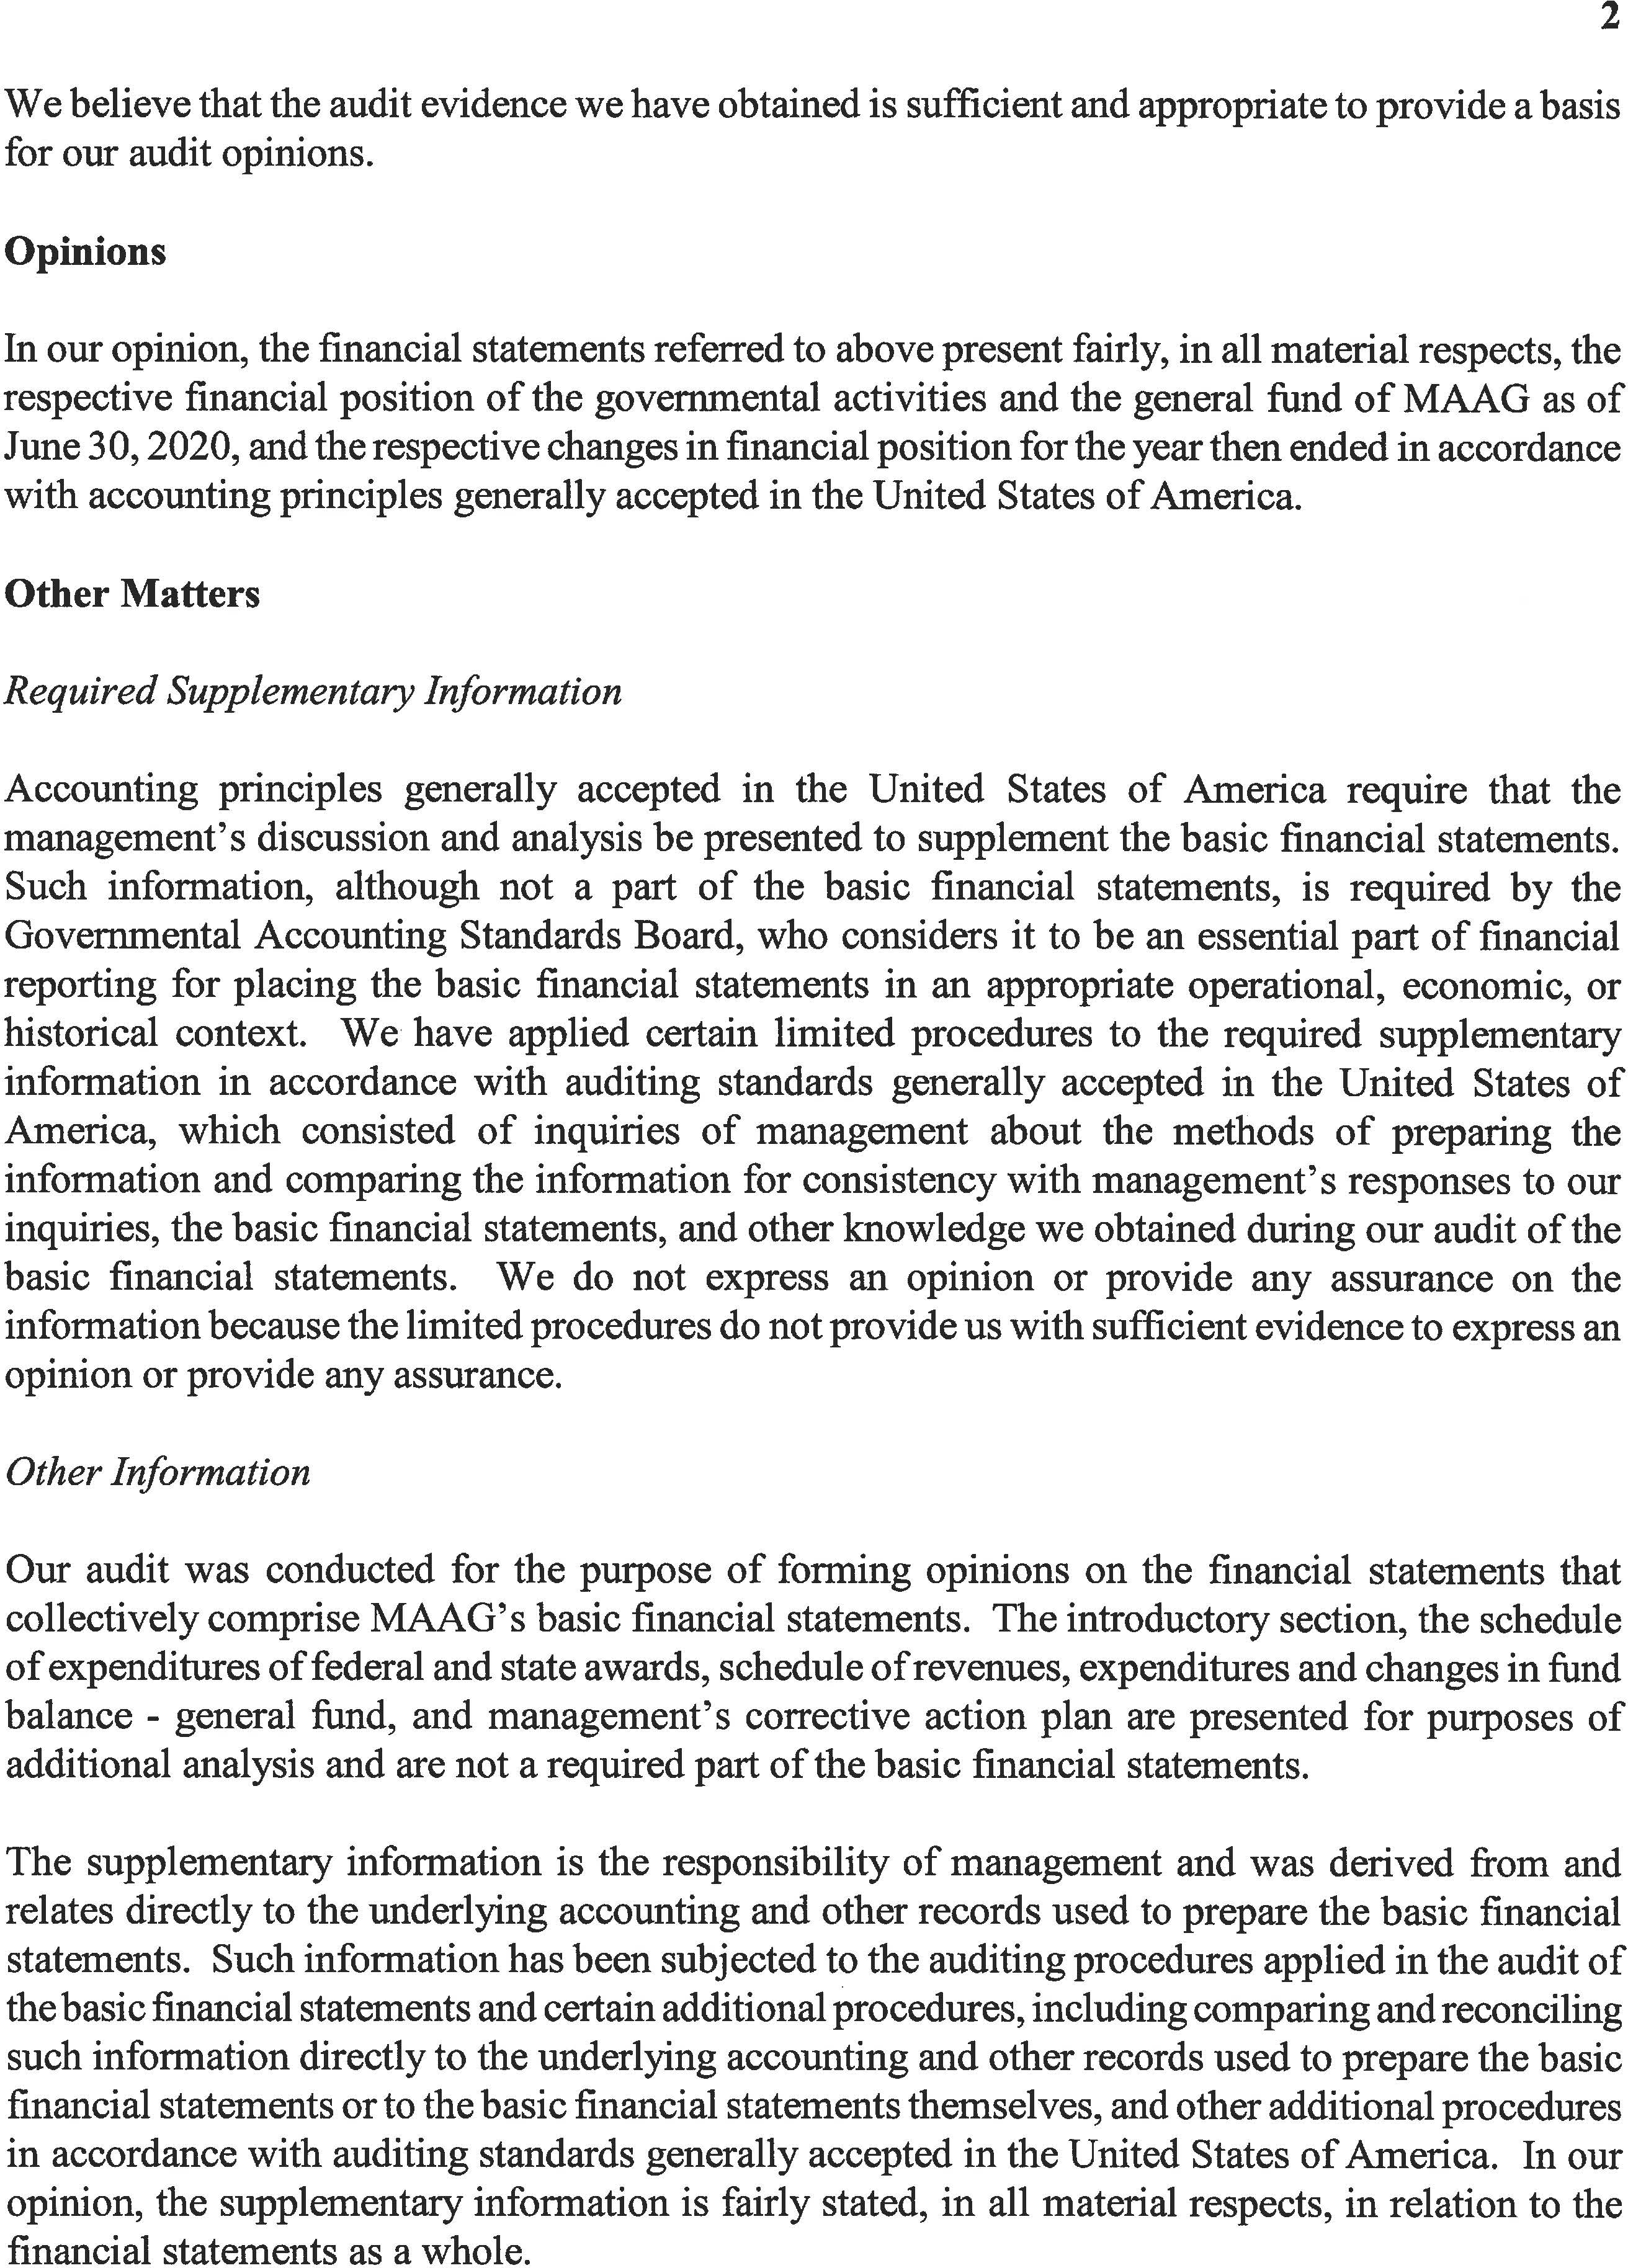 2
We believe that the audit evidence we have obtained is sufficient and appropriate to provide a basis
for our audit opinions.
Opinions
In our opinion, the financial statements referred to above present fairly, in all material respects, the
respective financial position of the governmental activities and the general fund of MAAG as of
June 30, 2020, and the respective changes in financial position for the year then ended in accordance
with accounting principles generally accepted in the United States of America.
Other Matters
Required Supplementary Information
Accounting principles generally accepted in the United States of America require that the
management's discussion and analysis be presented to supplement the basic financial statements.
Such information, although not a part of the basic financial statements, is required by the
Governmental Accounting Standards Board, who considers it to be an essential part of financial
reporting for placing the basic financial statements in an appropriate operational, economic, or
historical context. We have applied certain limited procedures to the required supplementary
information in accordance with auditing standards generally accepted in the United States of
America, which consisted of inquiries of management about the methods of preparing the
information and comparing the information for consistency with management's responses to our
inquiries, the basic financial statements, and other knowledge we obtained during our audit of the
basic financial statements. We do not express an opinion or provide any assurance on the
information because the limited procedures do not provide us with sufficient evidence to express an
opinion or provide any assurance.
Other Information
Our audit was conducted for the purpose of forming opinions on the financial statements that
collectively comprise MAAG's basic financial statements. The introductory section, the schedule
of expenditures of federal and state awards, schedule of revenues, expenditures and changes in fund
balance - general fund, and management's corrective action plan are presented for purposes of
additional analysis and are not a required part of the basic financial statements.
The supplementary information is the responsibility of management and was derived from and
relates directly to the underlying accounting and other records used to prepare the basic financial
statements. Such information has been subjected to the auditing procedures applied in the audit of
the basic financial statements and certain additional procedures, including comparing and reconciling
such information directly to the underlying accounting and other records used to prepare the basic
financial statements or to the basic financial statements themselves, and other additional procedures
in accordance with auditing standards generally accepted in the United States of America. In our
opinion, the supplementary information is fairly stated, in all material respects, in relation to the
financial statements as a whole.